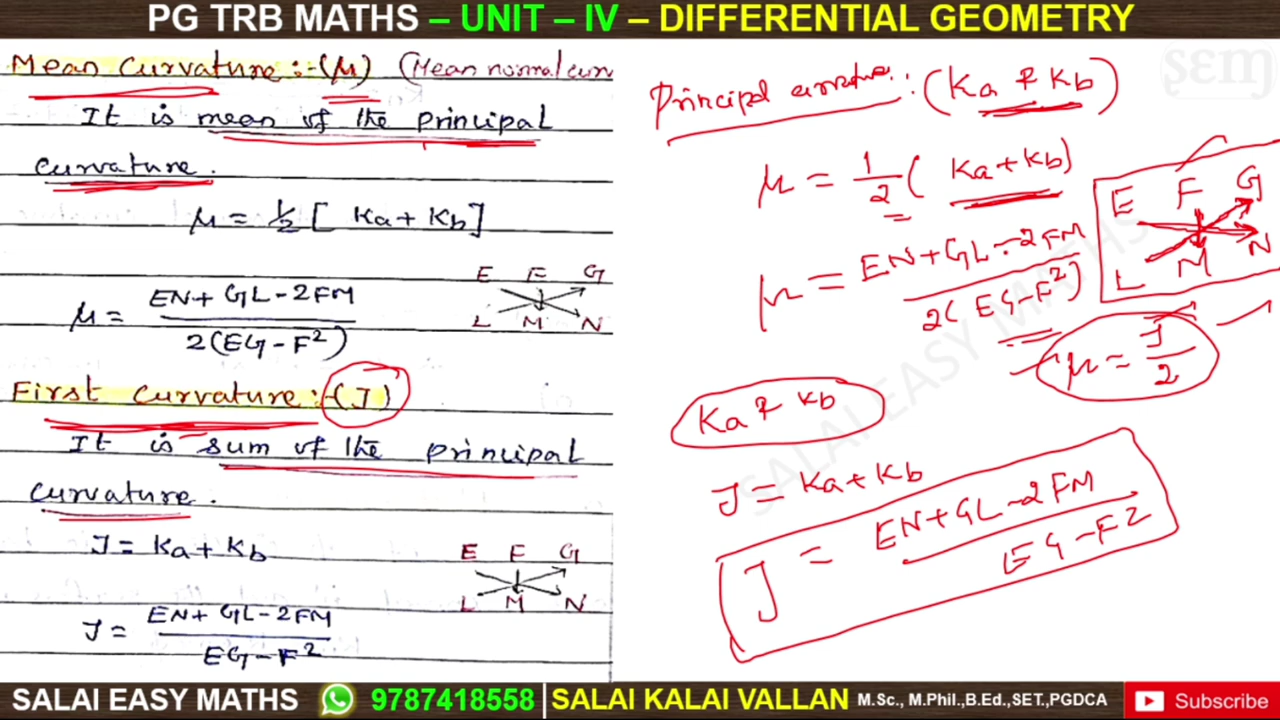 PG TRB MATHS – UNIT – IV – DIFFERENTIAL GEOMETRY
Mean Curvature :-(μ) (Mean normal curv
It is mean of the principal
curvature.
μ = 1/2 [ Ka + Kb ]
μ = EN + GL - 2FM / 2(EG - F²)
E F G
L M N
First Curvature :-(J)
It is sum of the principal
curvature.
J = Ka + Kb
E F G
L M N
J = EN + GL - 2FM / EG - F²
sem
Principal curvature : (Ka & Kb)
μ = 1/2 ( Ka + Kb )
E F G
L M N
μ = EN + GL - 2FM / 2(EG - F²)
μ = J/2
Ka & Kb
J = Ka + Kb
J = EN + GL - 2FM / EG - F²
SALAI EASY MATHS
SALAI EASY MATHS 9787418558 | SALAI KALAI VALLAN M.Sc., M.Phil.,B.Ed.,SET.,PGDCA Subscribe